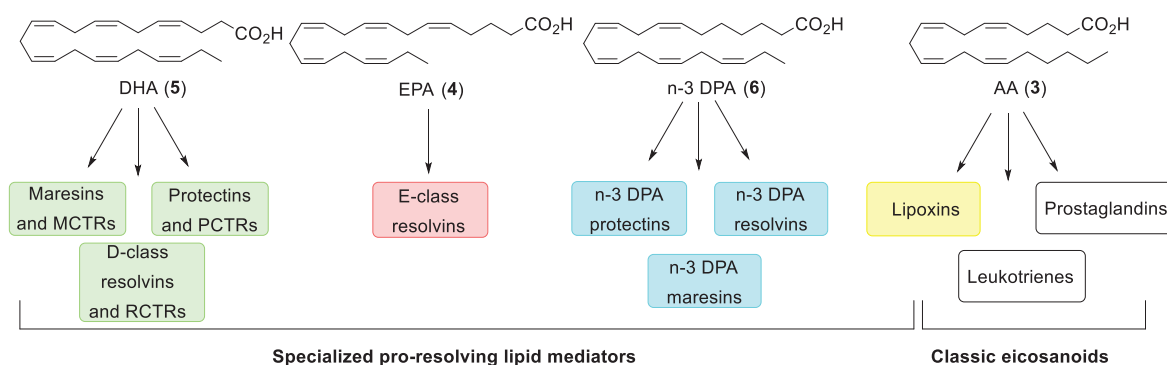 CO₂H
CO₂H
CO₂H
CO₂H
DHA (5)
EPA (4)
n-3 DPA (6)
AA (3)
Maresins
and MCTRs
Protectins
and PCTRs
D-class
resolvins
and RCTRs
E-class
resolvins
n-3 DPA
protectins
n-3 DPA
resolvins
n-3 DPA
maresins
Lipoxins
Prostaglandins
Leukotrienes
Specialized pro-resolving lipid mediators
Classic eicosanoids